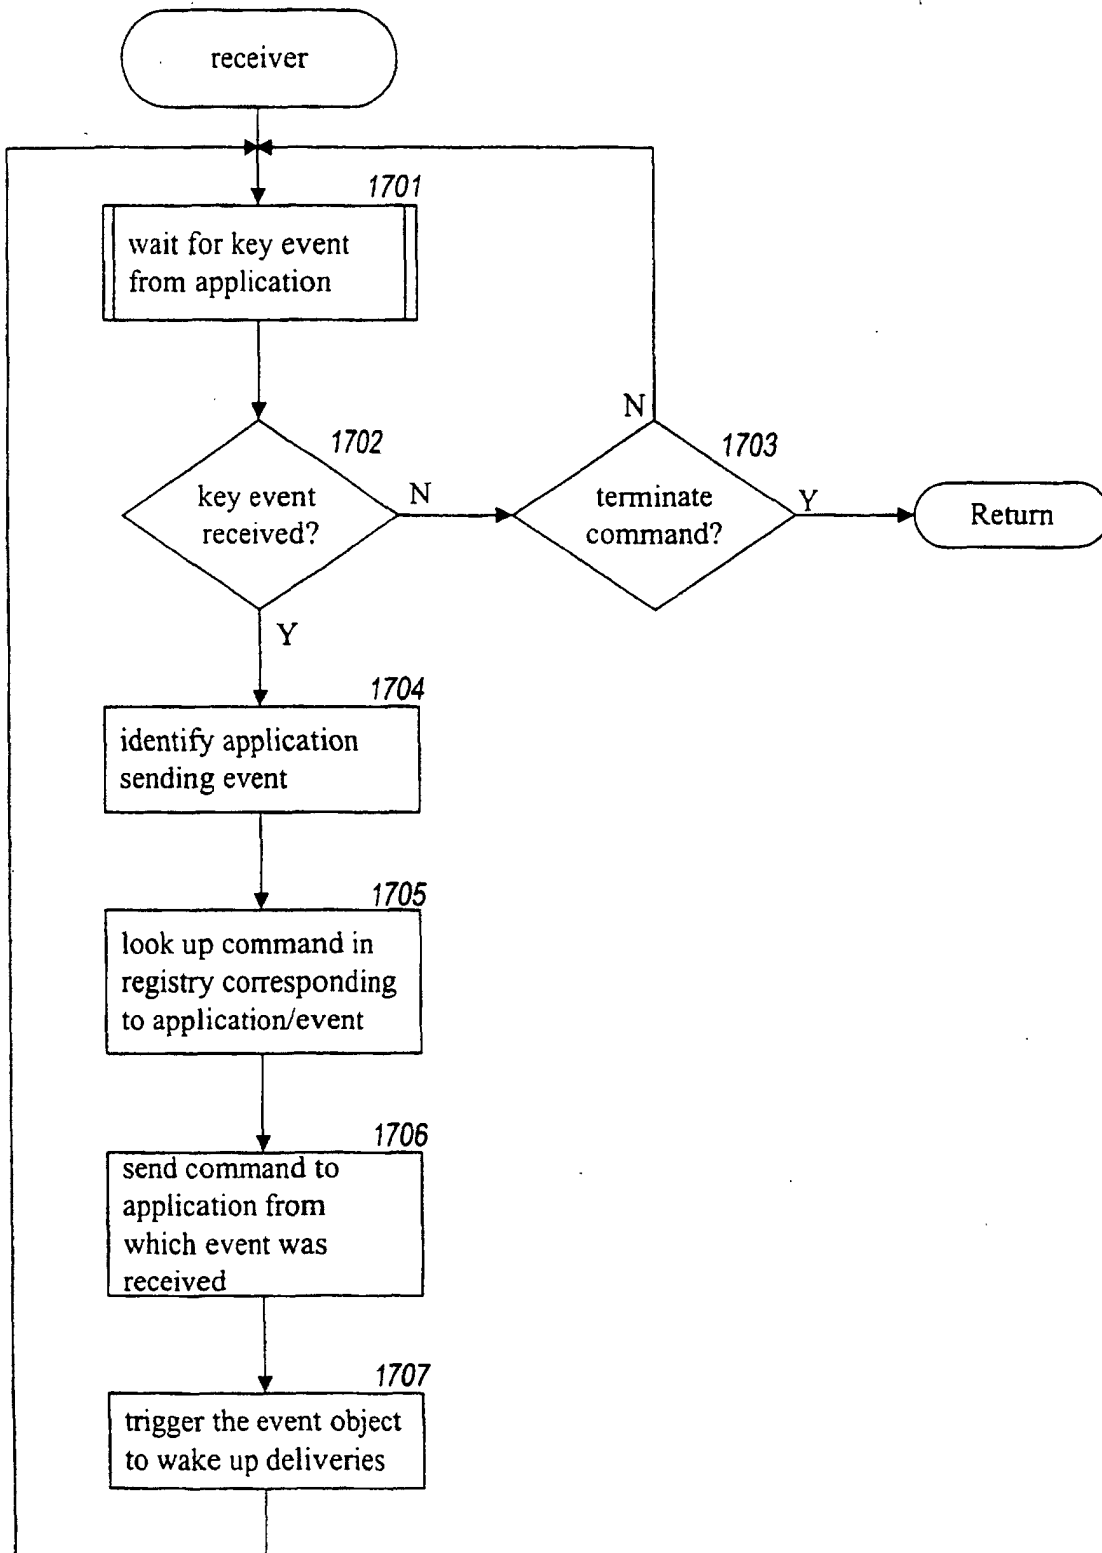 receiver
1701
wait for key event
from application
1702
key event
received?
N
Y
N
1703
terminate
command?
Y
Return
1704
identify application
sending event
1705
look up command in
registry corresponding
to application/event
1706
send command to
application from
which event was
received
1707
trigger the event object
to wake up deliveries